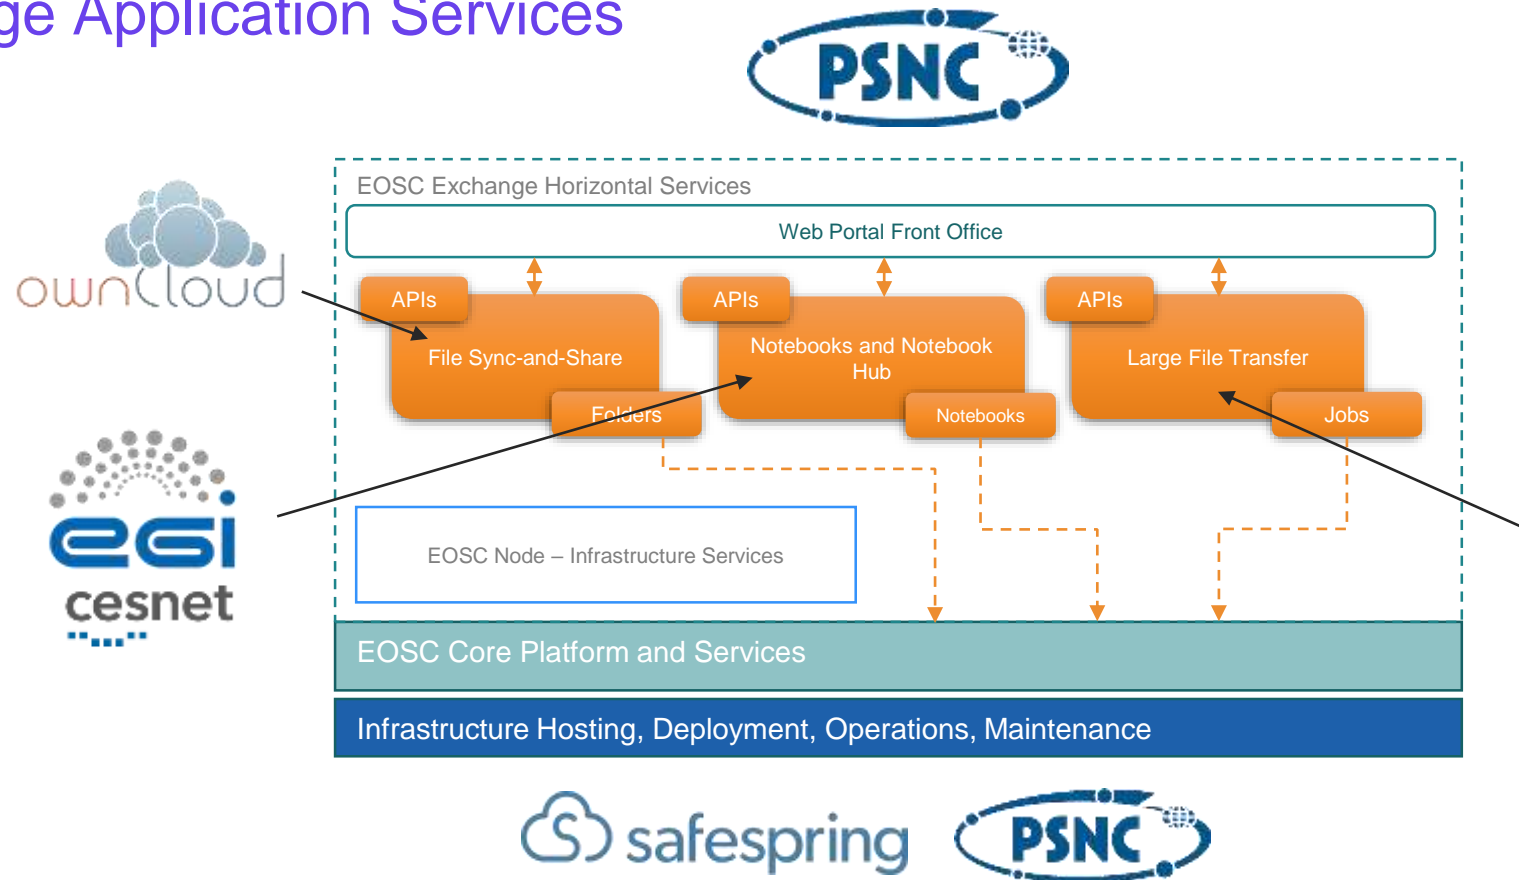 ge Application Services
PSNC
EOSC Exchange Horizontal Services
Web Portal Front Office
ownCloud
APIs
File Sync-and-Share
Folders
APIs
Notebooks and Notebook
Hub
Notebooks
APIs
Large File Transfer
Jobs
egi
cesnet
EOSC Node – Infrastructure Services
EOSC Core Platform and Services
Infrastructure Hosting, Deployment, Operations, Maintenance
safespring
PSNC